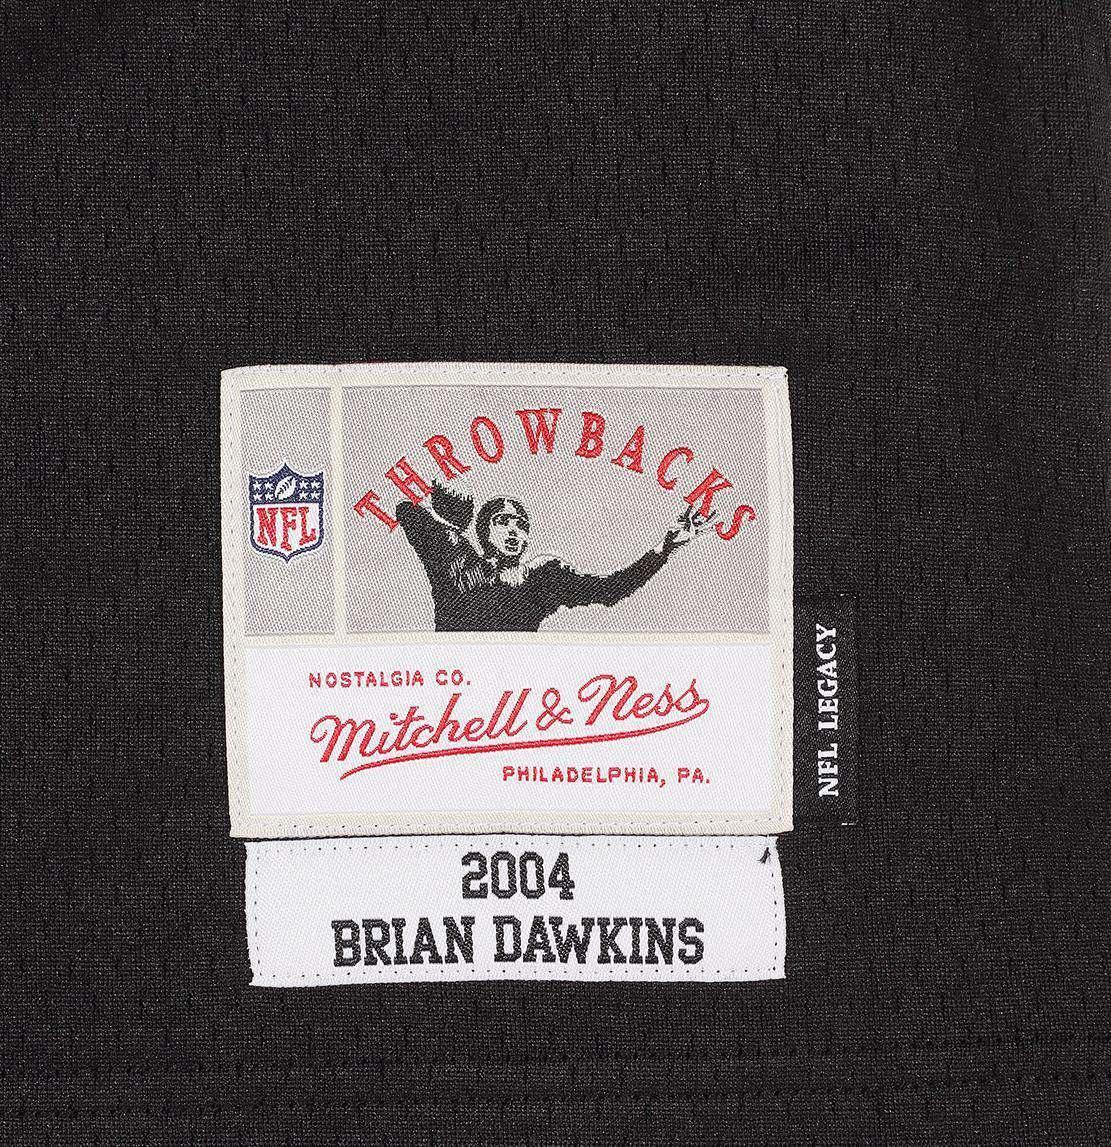 THROWBACKS
NFL
NOSTALGIA CO.
Mitchell & Ness
PHILADELPHIA, PA.
NFL LEGACY
2004
BRIAN DAWKINS